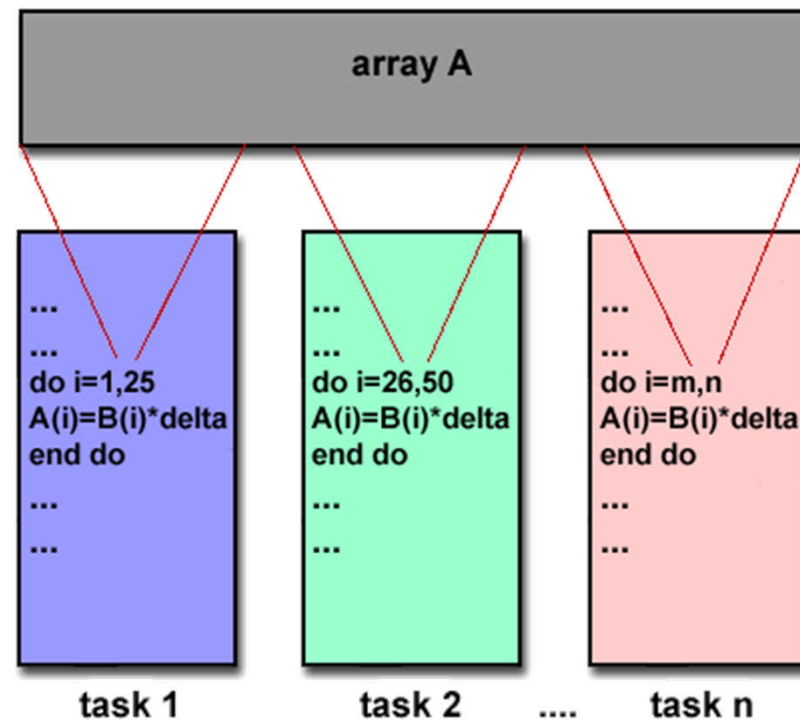 array A
...
...
do i=1,25
A(i)=B(i)*delta
end do
...
...
task 1
...
...
do i=26,50
A(i)=B(i)*delta
end do
...
...
task 2
....
...
...
do i=m,n
A(i)=B(i)*delta
end do
...
...
task n